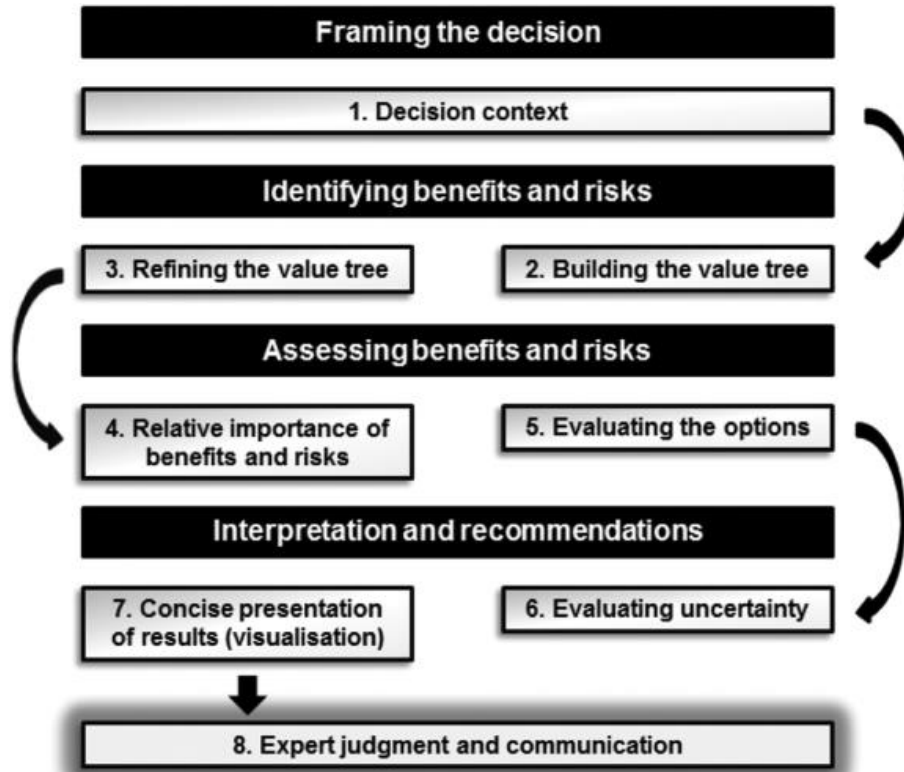 Framing the decision
1. Decision context
Identifying benefits and risks
3. Refining the value tree
2. Building the value tree
Assessing benefits and risks
4. Relative importance of
benefits and risks
5. Evaluating the options
Interpretation and recommendations
7. Concise presentation
of results (visualisation)
6. Evaluating uncertainty
8. Expert judgment and communication